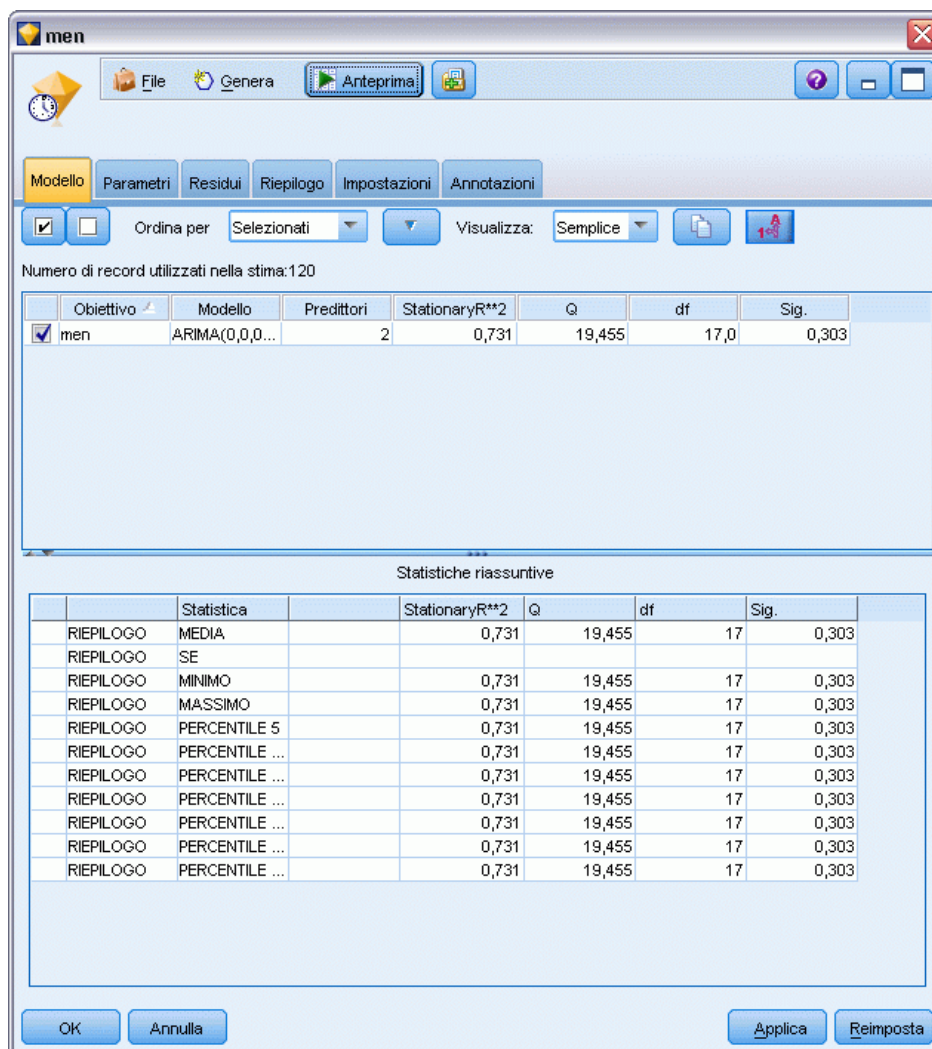 men
File Genera Anteprima
Modello Parametri Residui Riepilogo Impostazioni Annotazioni
Ordina per Selezionati Visualizza: Semplice
Numero di record utilizzati nella stima:120
Obiettivo Modello Predittori StationaryR**2 Q df Sig.
men ARIMA(0,0,0... 2 0,731 19,455 17,0 0,303
Statistiche riassuntive
Statistica StationaryR**2 Q df Sig.
RIEPILOGO MEDIA 0,731 19,455 17 0,303
RIEPILOGO SE
RIEPILOGO MINIMO 0,731 19,455 17 0,303
RIEPILOGO MASSIMO 0,731 19,455 17 0,303
RIEPILOGO PERCENTILE 5 0,731 19,455 17 0,303
RIEPILOGO PERCENTILE ... 0,731 19,455 17 0,303
RIEPILOGO PERCENTILE ... 0,731 19,455 17 0,303
RIEPILOGO PERCENTILE ... 0,731 19,455 17 0,303
RIEPILOGO PERCENTILE ... 0,731 19,455 17 0,303
RIEPILOGO PERCENTILE ... 0,731 19,455 17 0,303
RIEPILOGO PERCENTILE ... 0,731 19,455 17 0,303
OK Annulla Applica Reimposta